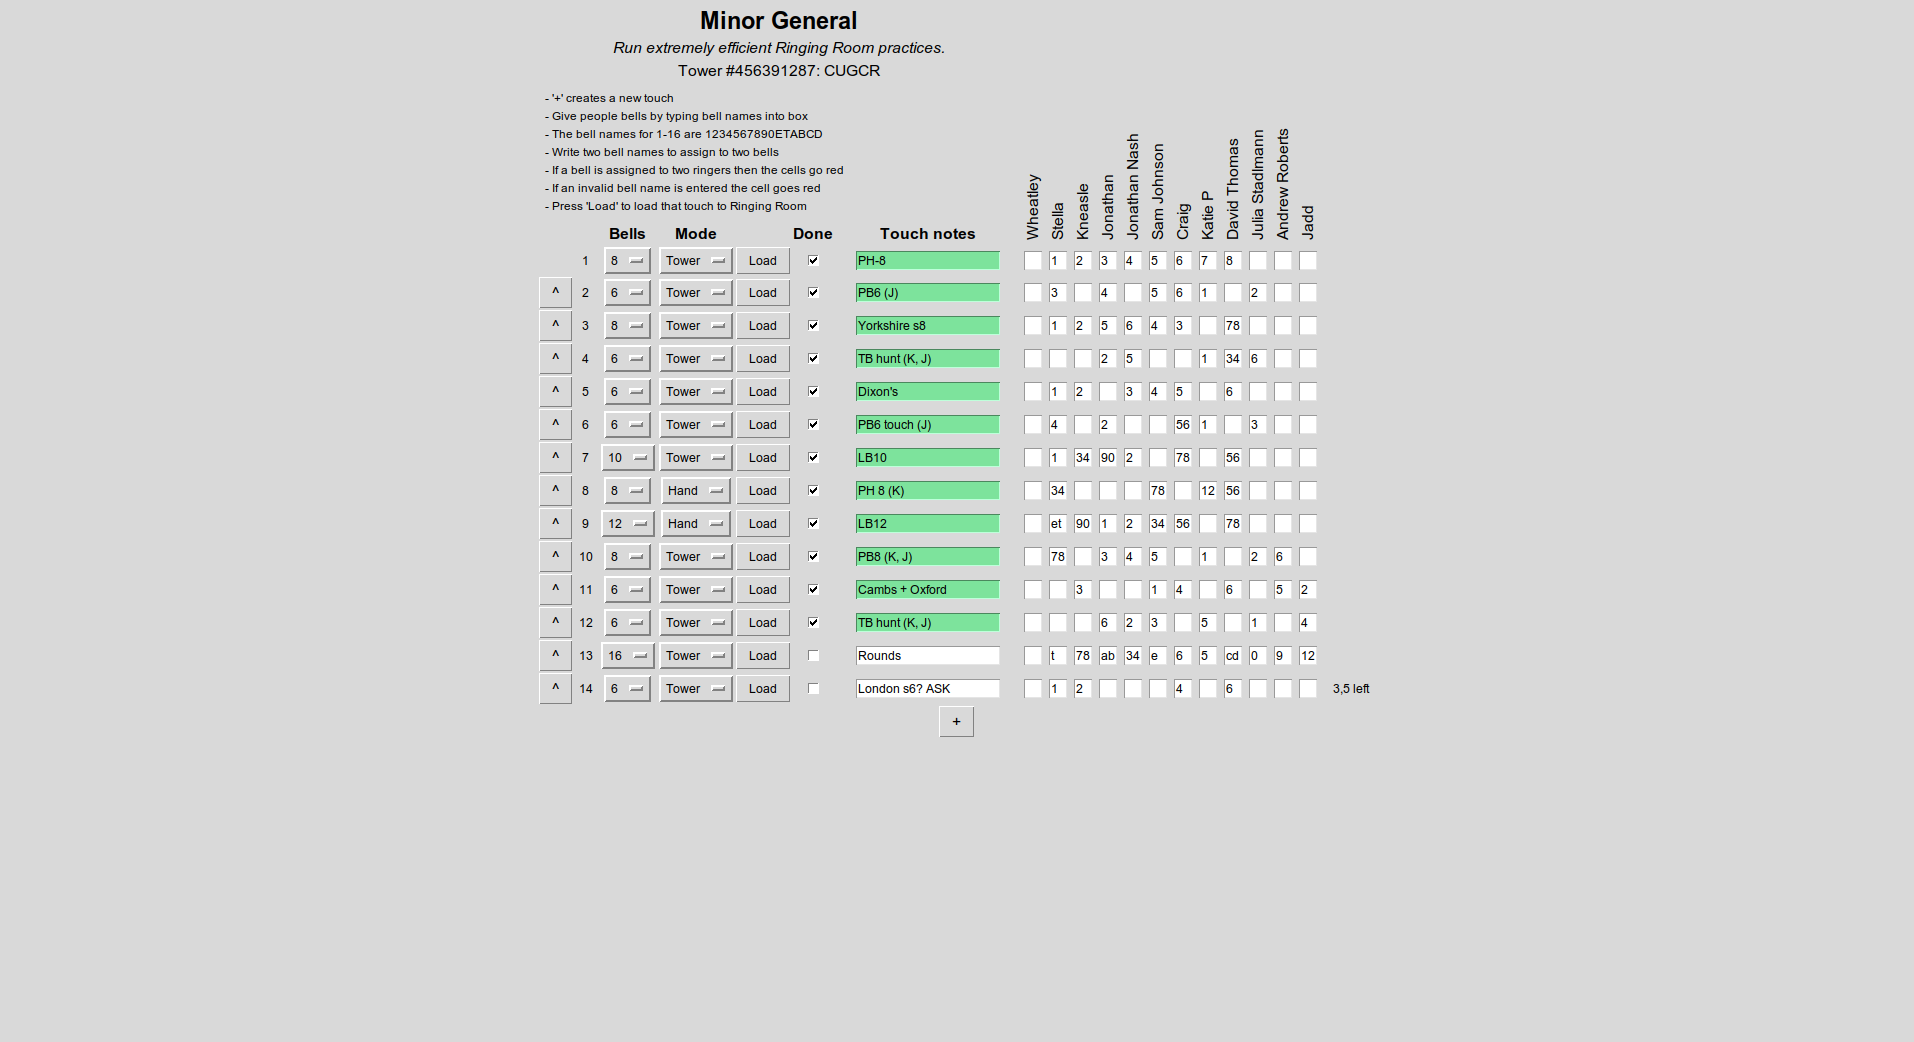 Minor General
Run extremely efficient Ringing Room practices.
Tower #456391287: CUGCR
- '+' creates a new touch
- Give people bells by typing bell names into box
- The bell names for 1-16 are 1234567890ETABCD
- Write two bell names to assign to two bells
- If a bell is assigned to two ringers then the cells go red
- If an invalid bell name is entered the cell goes red
- Press 'Load' to load that touch to Ringing Room
Bells Mode Done Touch notes Wheatley Stella Kneasle Jonathan Jonathan Nash Sam Johnson Craig Katie P David Thomas Julia Stadlmann Andrew Roberts Jadd
1 8 Tower Load PH-8 1 2 3 4 5 6 7 8
^ 2 6 Tower Load PB6 (J) 3 4 5 6 1 2
^ 3 8 Tower Load Yorkshire s8 1 2 5 6 4 3 78
^ 4 6 Tower Load TB hunt (K, J) 2 5 1 34 6
^ 5 6 Tower Load Dixon's 1 2 3 4 5 6
^ 6 6 Tower Load PB6 touch (J) 4 2 56 1 3
^ 7 10 Tower Load LB10 1 34 90 2 78 56
^ 8 8 Hand Load PH 8 (K) 34 78 12 56
^ 9 12 Hand Load LB12 et 90 1 2 34 56 78
^ 10 8 Tower Load PB8 (K, J) 78 3 4 5 1 2 6
^ 11 6 Tower Load Cambs + Oxford 3 1 4 6 5 2
^ 12 6 Tower Load TB hunt (K, J) 6 2 3 5 1 4
^ 13 16 Tower Load Rounds t 78 ab 34 e 6 5 cd 0 9 12
^ 14 6 Tower Load London s6? ASK 1 2 4 6 3,5 left
+